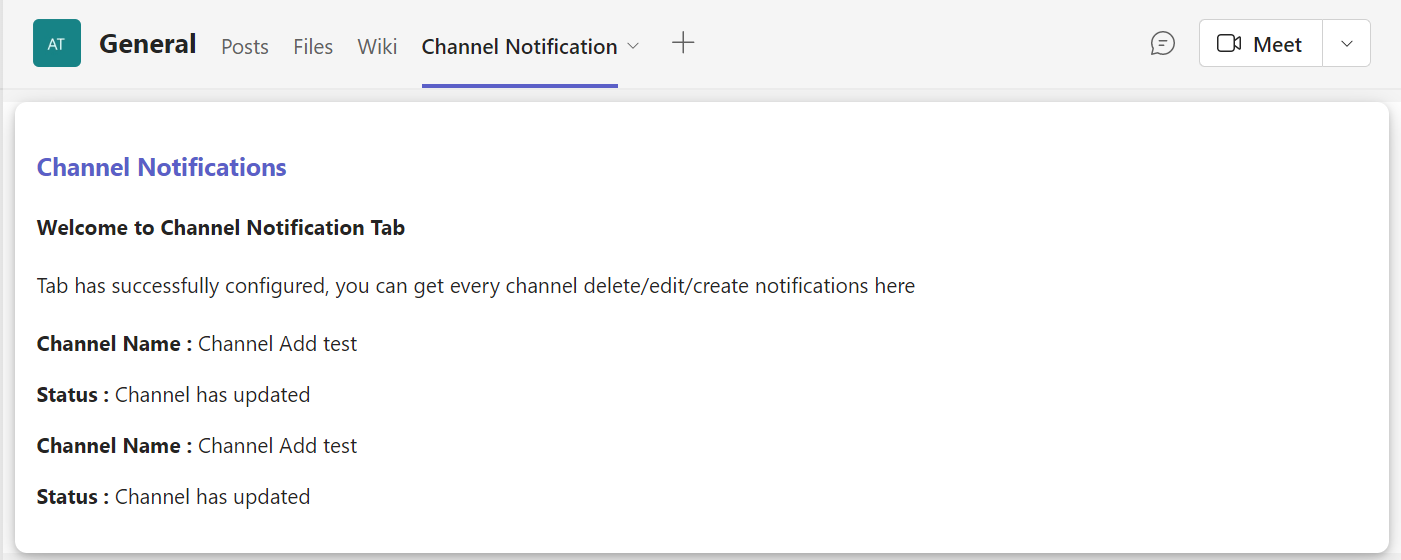 AT General Posts Files Wiki Channel Notification Meet
Channel Notifications
Welcome to Channel Notification Tab
Tab has successfully configured, you can get every channel delete/edit/create notifications here
Channel Name : Channel Add test
Status : Channel has updated
Channel Name : Channel Add test
Status : Channel has updated